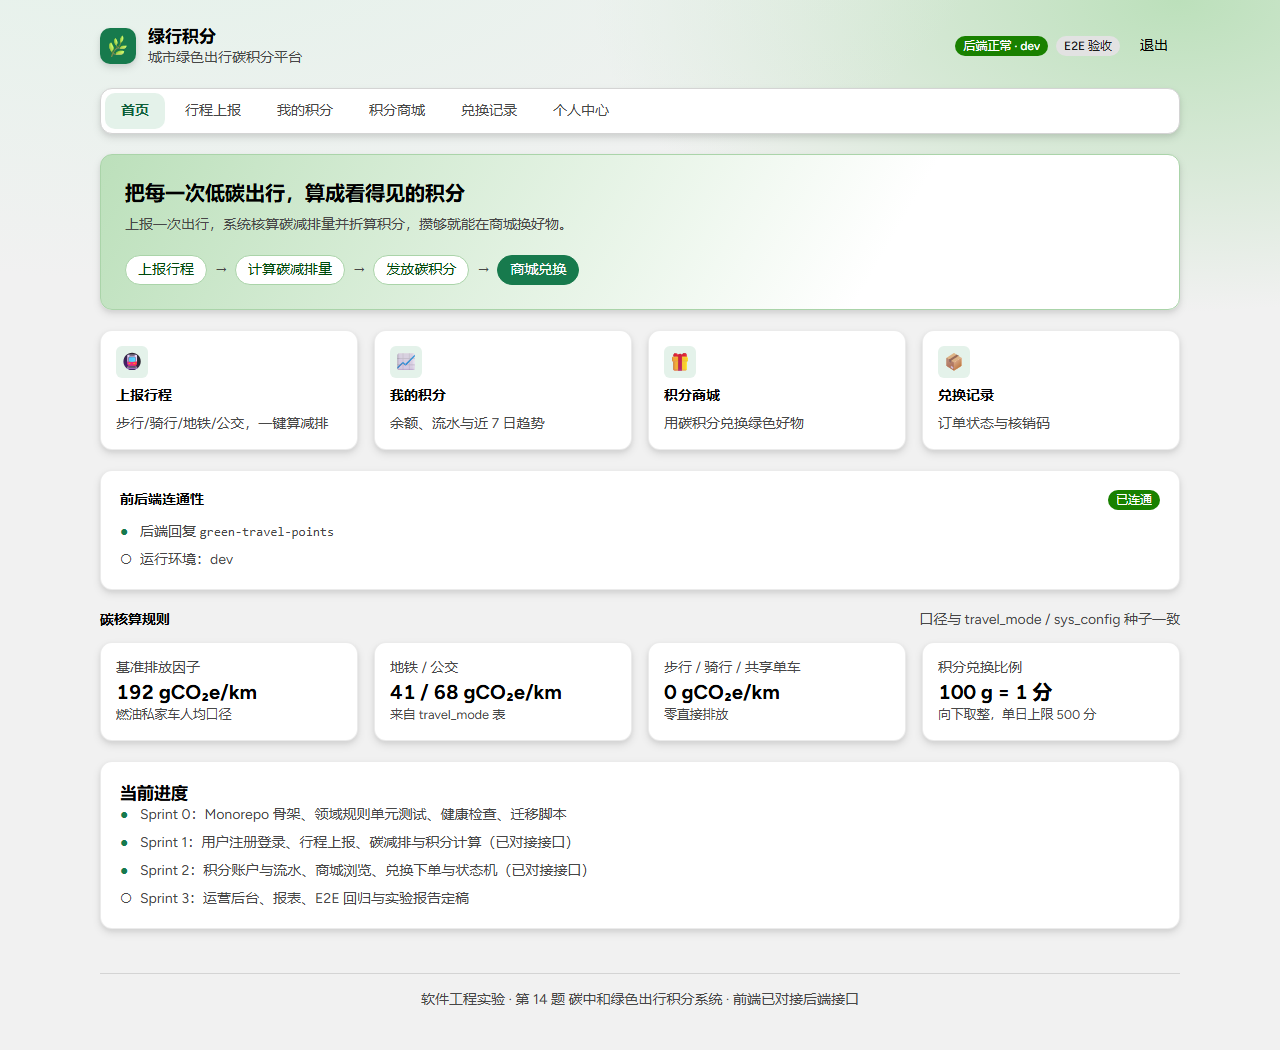 绿行积分
城市绿色出行碳积分平台
后端正常 · dev
E2E 验收
退出
首页
行程上报
我的积分
积分商城
兑换记录
个人中心
把每一次低碳出行，算成看得见的积分
上报一次出行，系统核算碳减排量并折算积分，攒够就能在商城换好物。
上报行程 → 计算碳减排量 → 发放碳积分 → 商城兑换
上报行程
步行/骑行/地铁/公交，一键算减排
我的积分
余额、流水与近 7 日趋势
积分商城
用碳积分兑换绿色好物
兑换记录
订单状态与核销码
前后端连通性
已连通
后端回复 green-travel-points
运行环境：dev
碳核算规则
口径与 travel_mode / sys_config 种子一致
基准排放因子
192 gCO₂e/km
燃油私家车人均口径
地铁 / 公交
41 / 68 gCO₂e/km
来自 travel_mode 表
步行 / 骑行 / 共享单车
0 gCO₂e/km
零直接排放
积分兑换比例
100 g = 1 分
向下取整，单日上限 500 分
当前进度
Sprint 0：Monorepo 骨架、领域规则单元测试、健康检查、迁移脚本
Sprint 1：用户注册登录、行程上报、碳减排与积分计算（已对接接口）
Sprint 2：积分账户与流水、商城浏览、兑换下单与状态机（已对接接口）
Sprint 3：运营后台、报表、E2E 回归与实验报告定稿
软件工程实验 · 第 14 题 碳中和绿色出行积分系统 · 前端已对接后端接口